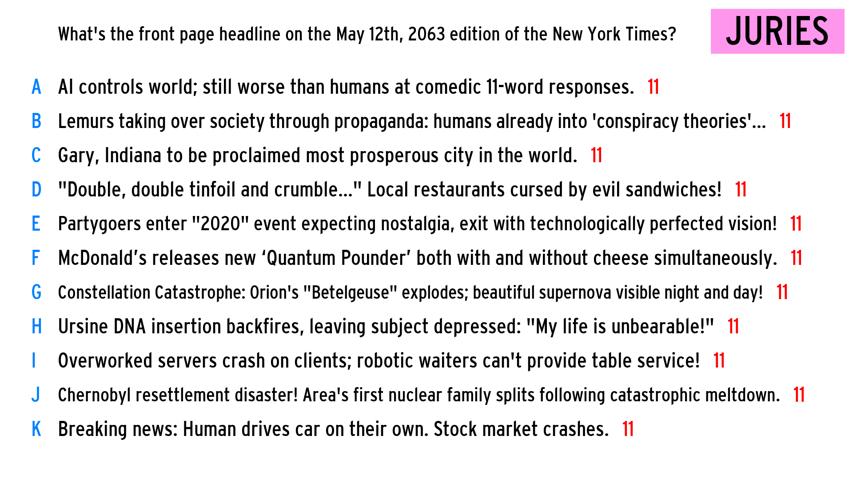 What's the front page headline on the May 12th, 2063 edition of the New York Times?
JURIES
A AI controls world; still worse than humans at comedic 11-word responses. 11
B Lemurs taking over society through propaganda: humans already into 'conspiracy theories'... 11
C Gary, Indiana to be proclaimed most prosperous city in the world. 11
D "Double, double tinfoil and crumble..." Local restaurants cursed by evil sandwiches! 11
E Partygoers enter "2020" event expecting nostalgia, exit with technologically perfected vision! 11
F McDonald’s releases new ‘Quantum Pounder’ both with and without cheese simultaneously. 11
G Constellation Catastrophe: Orion's "Betelgeuse" explodes; beautiful supernova visible night and day! 11
H Ursine DNA insertion backfires, leaving subject depressed: "My life is unbearable!" 11
I Overworked servers crash on clients; robotic waiters can't provide table service! 11
J Chernobyl resettlement disaster! Area's first nuclear family splits following catastrophic meltdown. 11
K Breaking news: Human drives car on their own. Stock market crashes. 11